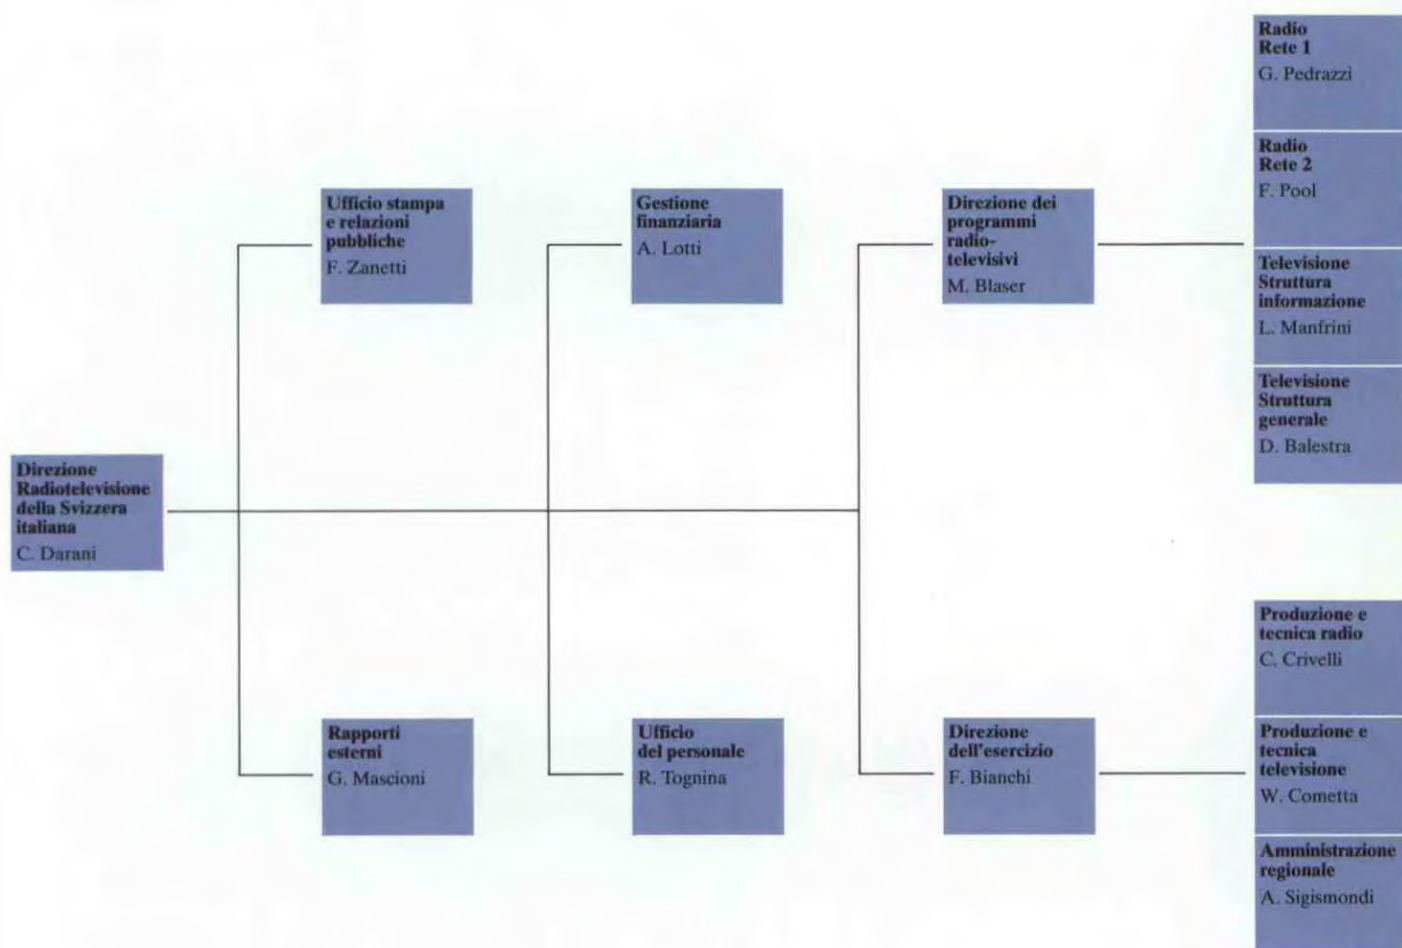 Direzione
Radiotelevisione
della Svizzera
italiana
C. Darani
Ufficio stampa
e relazioni
pubbliche
F. Zanetti
Rapporti
esterni
G. Mascioni
Gestione
finanziaria
A. Lotti
Ufficio
del personale
R. Tognina
Direzione dei
programmi
radio-
televisivi
M. Blaser
Direzione
dell'esercizio
F. Bianchi
Radio
Rete 1
G. Pedrazzi
Radio
Rete 2
F. Pool
Televisione
Struttura
informazione
L. Manfrini
Televisione
Struttura
generale
D. Balestra
Produzione e
tecnica radio
C. Crivelli
Produzione e
tecnica
televisione
W. Cometta
Amministrazione
regionale
A. Sigismondi